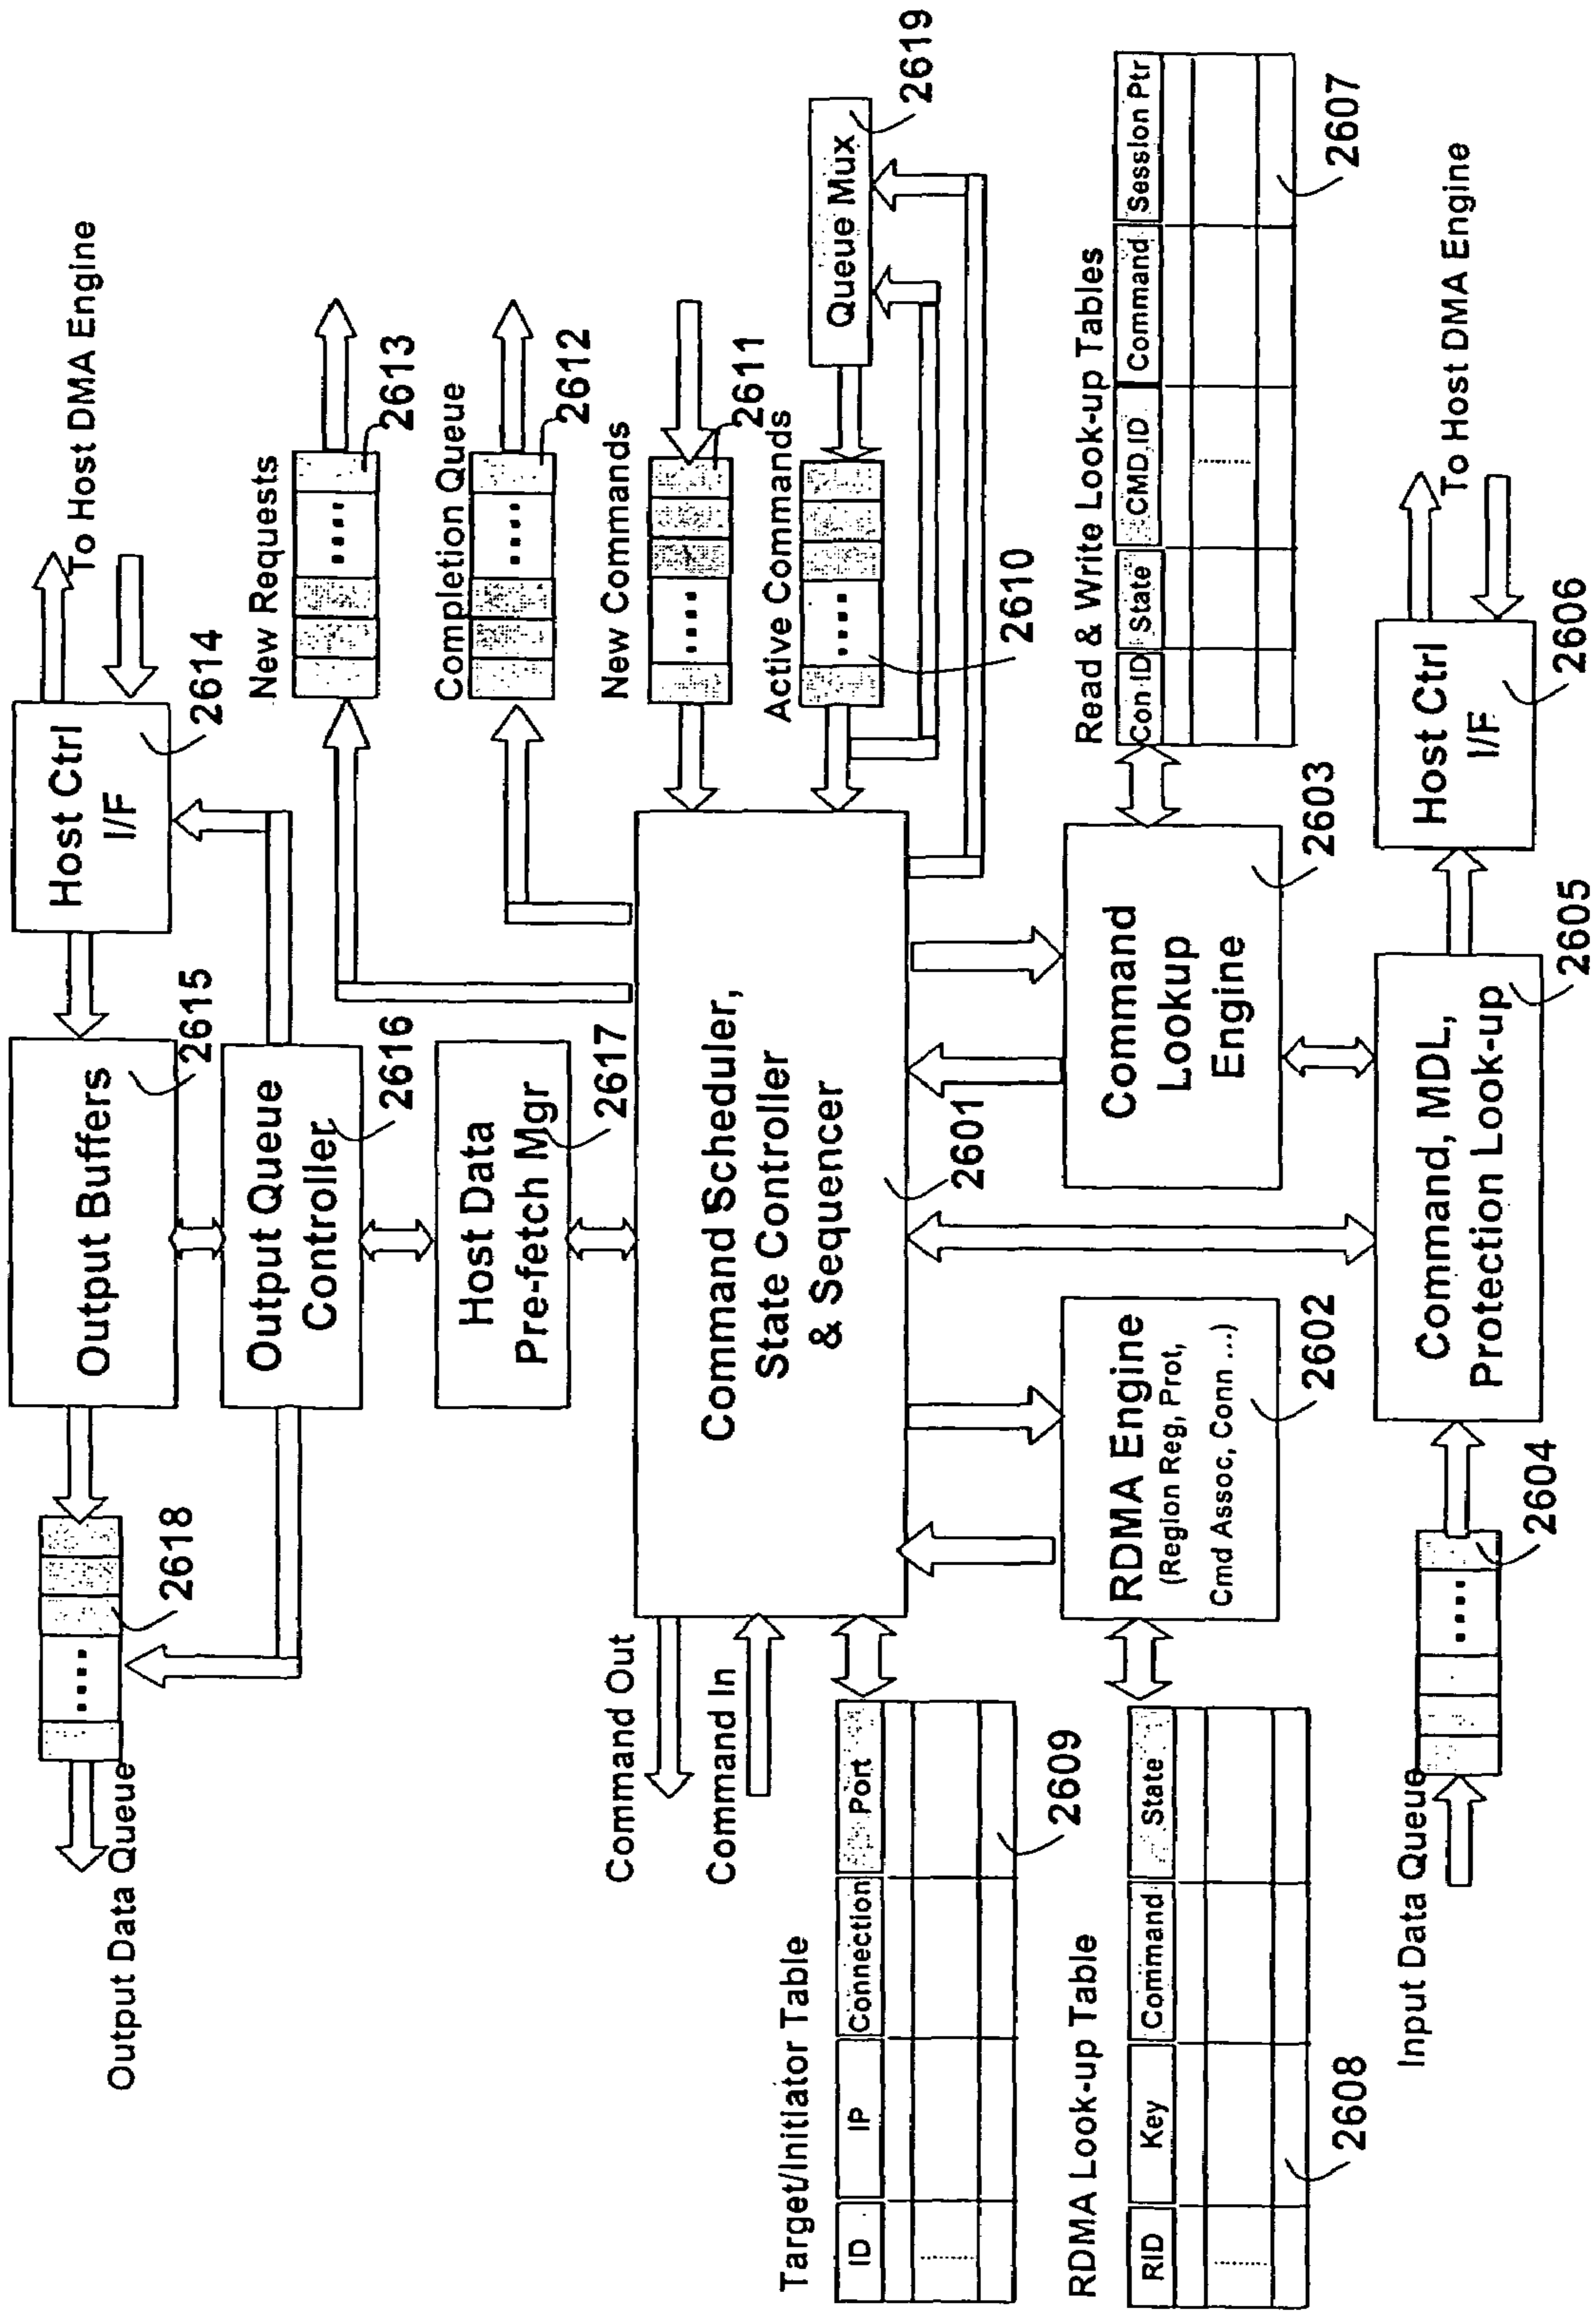 Output Data Queue
2618
Output Buffers
2615
Host Ctrl
I/F
2614
To Host DMA Engine
Output Queue
Controller
2616
Host Data
Pre-fetch Mgr
2617
New Requests
2613
Completion Queue
2612
New Commands
2611
Active Commands
2610
Queue Mux
2619
Command Out
Command In
Command Scheduler,
State Controller
& Sequencer
2601
Target/Initiator Table
ID IP Connection Port
2609
RDMA Look-up Table
RID Key Command State
2608
RDMA Engine
(Region Reg, Prot,
Cmd Assoc, Conn ...)
2602
Command
Lookup
Engine
2603
Read & Write Look-up Tables
Con ID State CMD.ID Command Session Ptr
2607
Input Data Queue
2604
Command, MDL,
Protection Look-up
2605
Host Ctrl
I/F
2606
To Host DMA Engine